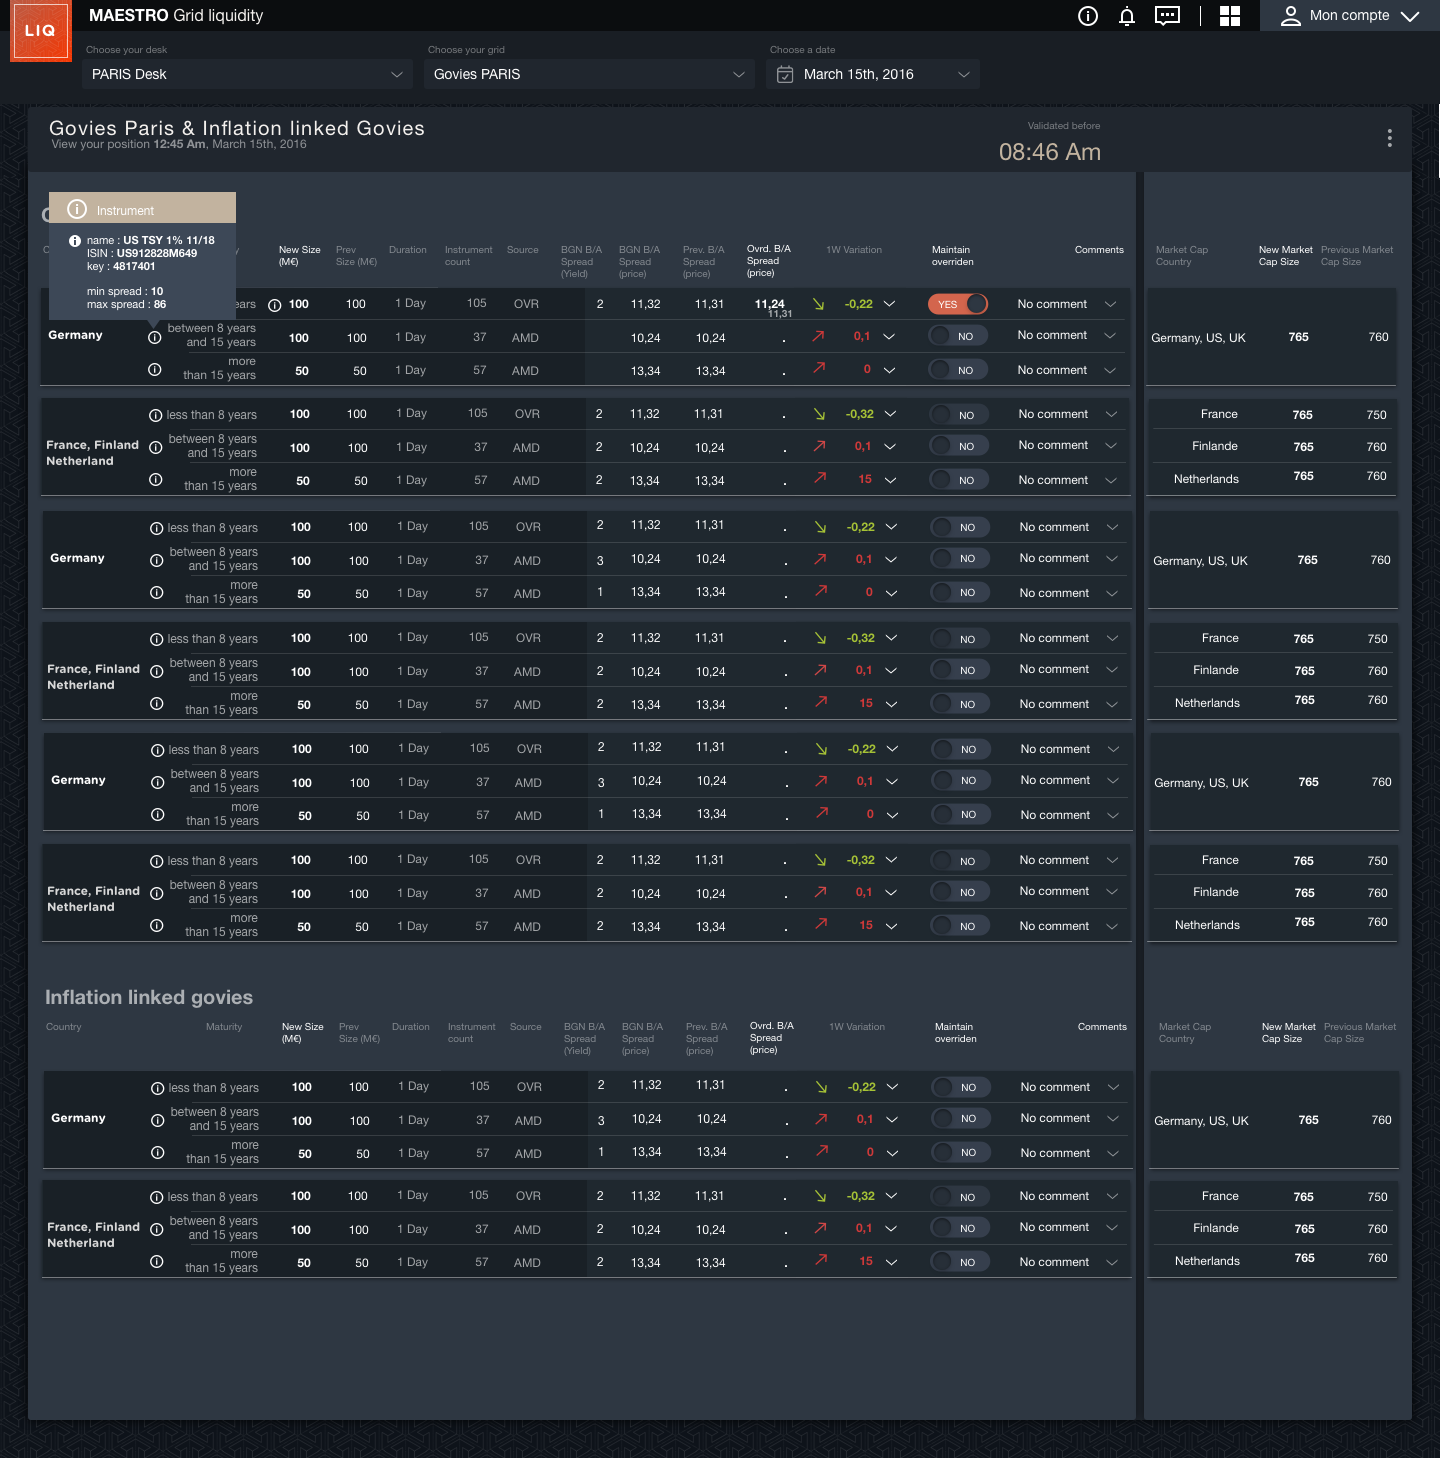 LIQ
MAESTRO Grid liquidity
Mon compte
Choose your desk
Choose your grid
Choose a date
PARIS Desk
Govies PARIS
March 15th, 2016
Govies Paris & Inflation linked Govies
View your position 12:45 Am, March 15th, 2016
Validated before
08:46 Am
Instrument
name : US TSY 1% 11/18
ISIN : US912828M649
key : 4817401
min spread : 10
max spread : 86
New Size (M€) Prev Size (M€) Duration Instrument count Source BGN B/A Spread (Yield) BGN B/A Spread (price) Prev. B/A Spread (price) Ovrd. B/A Spread (price) 1W Variation Maintain overriden Comments Market Cap Country New Market Cap Size Previous Market Cap Size
ears 100 100 1 Day 105 OVR 2 11,32 11,31 11,24 11,31 -0,22 YES No comment
Germany between 8 years and 15 years 100 100 1 Day 37 AMD 10,24 10,24 . 0,1 NO No comment Germany, US, UK 765 760
more than 15 years 50 50 1 Day 57 AMD 13,34 13,34 . 0 NO No comment
less than 8 years 100 100 1 Day 105 OVR 2 11,32 11,31 . -0,32 NO No comment France 765 750
France, Finland Netherland between 8 years and 15 years 100 100 1 Day 37 AMD 2 10,24 10,24 . 0,1 NO No comment Finlande 765 760
more than 15 years 50 50 1 Day 57 AMD 2 13,34 13,34 . 15 NO No comment Netherlands 765 760
less than 8 years 100 100 1 Day 105 OVR 2 11,32 11,31 . -0,22 NO No comment
Germany between 8 years and 15 years 100 100 1 Day 37 AMD 3 10,24 10,24 . 0,1 NO No comment Germany, US, UK 765 760
more than 15 years 50 50 1 Day 57 AMD 1 13,34 13,34 . 0 NO No comment
less than 8 years 100 100 1 Day 105 OVR 2 11,32 11,31 . -0,32 NO No comment France 765 750
France, Finland Netherland between 8 years and 15 years 100 100 1 Day 37 AMD 2 10,24 10,24 . 0,1 NO No comment Finlande 765 760
more than 15 years 50 50 1 Day 57 AMD 2 13,34 13,34 . 15 NO No comment Netherlands 765 760
less than 8 years 100 100 1 Day 105 OVR 2 11,32 11,31 . -0,22 NO No comment
Germany between 8 years and 15 years 100 100 1 Day 37 AMD 3 10,24 10,24 . 0,1 NO No comment Germany, US, UK 765 760
more than 15 years 50 50 1 Day 57 AMD 1 13,34 13,34 . 0 NO No comment
less than 8 years 100 100 1 Day 105 OVR 2 11,32 11,31 . -0,32 NO No comment France 765 750
France, Finland Netherland between 8 years and 15 years 100 100 1 Day 37 AMD 2 10,24 10,24 . 0,1 NO No comment Finlande 765 760
more than 15 years 50 50 1 Day 57 AMD 2 13,34 13,34 . 15 NO No comment Netherlands 765 760
Inflation linked govies
Country Maturity New Size (M€) Prev Size (M€) Duration Instrument count Source BGN B/A Spread (Yield) BGN B/A Spread (price) Prev. B/A Spread (price) Ovrd. B/A Spread (price) 1W Variation Maintain overriden Comments Market Cap Country New Market Cap Size Previous Market Cap Size
less than 8 years 100 100 1 Day 105 OVR 2 11,32 11,31 . -0,22 NO No comment
Germany between 8 years and 15 years 100 100 1 Day 37 AMD 3 10,24 10,24 . 0,1 NO No comment Germany, US, UK 765 760
more than 15 years 50 50 1 Day 57 AMD 1 13,34 13,34 . 0 NO No comment
less than 8 years 100 100 1 Day 105 OVR 2 11,32 11,31 . -0,32 NO No comment France 765 750
France, Finland Netherland between 8 years and 15 years 100 100 1 Day 37 AMD 2 10,24 10,24 . 0,1 NO No comment Finlande 765 760
more than 15 years 50 50 1 Day 57 AMD 2 13,34 13,34 . 15 NO No comment Netherlands 765 760